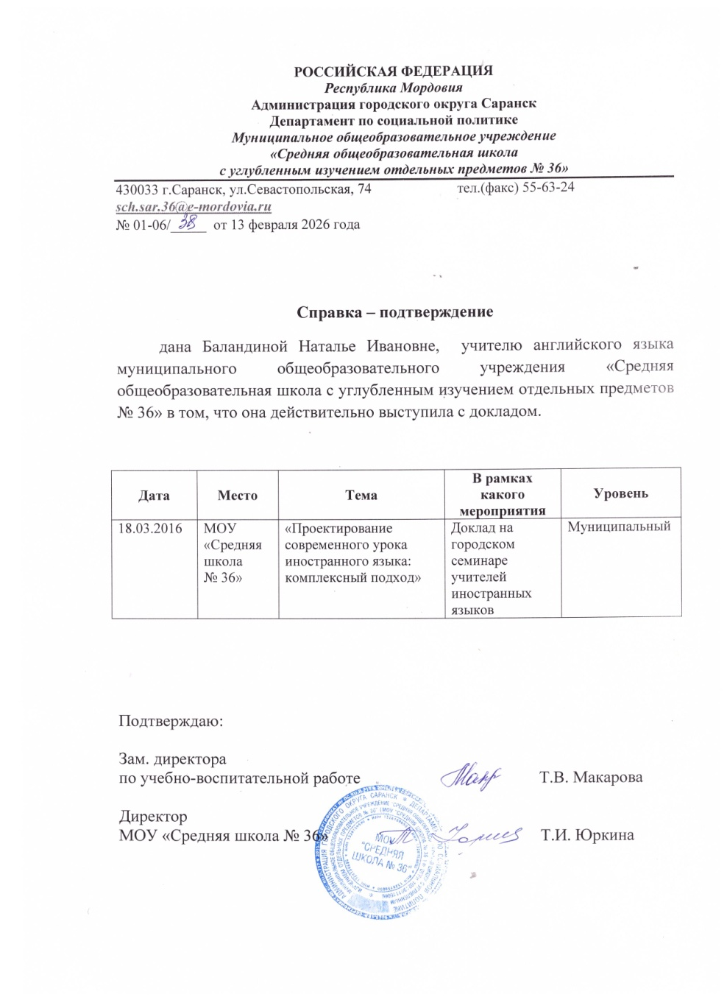 РОССИЙСКАЯ ФЕДЕРАЦИЯ
Республика Мордовия
Администрация городского округа Саранск
Департамент по социальной политике
Муниципальное общеобразовательное учреждение
«Средняя общеобразовательная школа
с углубленным изучением отдельных предметов № 36»
430033 г.Саранск, ул.Севастопольская, 74 тел.(факс) 55-63-24
sch.sar.36@e-mordovia.ru
№ 01-06/ 38 от 13 февраля 2026 года
Справка – подтверждение
дана Баландиной Наталье Ивановне, учителю английского языка
муниципального общеобразовательного учреждения «Средняя
общеобразовательная школа с углубленным изучением отдельных предметов
№ 36» в том, что она действительно выступила с докладом.
Дата Место Тема В рамках какого мероприятия Уровень
18.03.2016
МОУ
«Средняя
школа
№ 36»
«Проектирование
современного урока
иностранного языка:
комплексный подход»
Доклад на
городском
семинаре
учителей
иностранных
языков
Муниципальный
Подтверждаю:
Зам. директора
по учебно-воспитательной работе Т.В. Макарова
Директор
МОУ «Средняя школа № 36» Т.И. Юркина
МОУ
"СРЕДНЯЯ
ШКОЛА № 36"